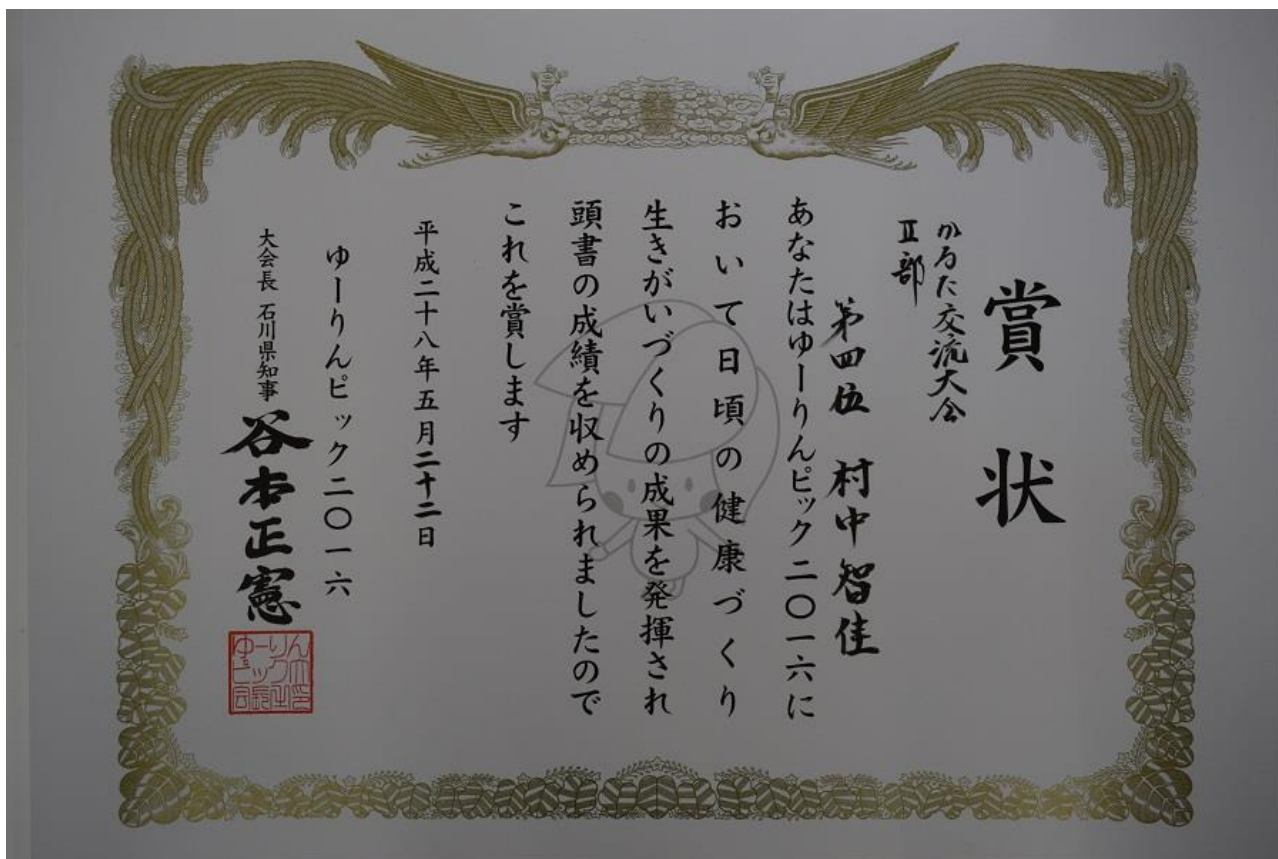 賞状
かるた交流大会
Ⅱ部
第四位 村中智佳
あなたはゆーりんピック二〇一六に
おいて日頃の健康づくり
生きがいづくりの成果を発揮され
頭書の成績を収められましたので
これを賞します
平成二十八年五月二十二日
ゆーりんピック二〇一六
大会長 石川県知事 谷本正憲